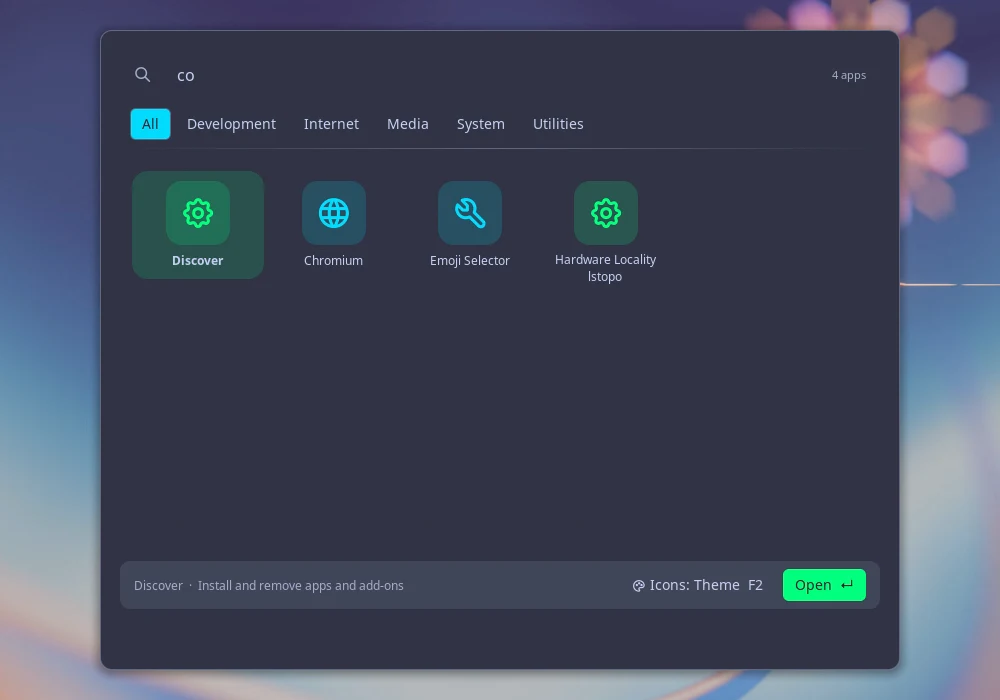 co
4 apps
All
Development
Internet
Media
System
Utilities
Discover
Chromium
Emoji Selector
Hardware Locality
lstopo
Discover · Install and remove apps and add-ons
Icons: Theme F2
Open ↵